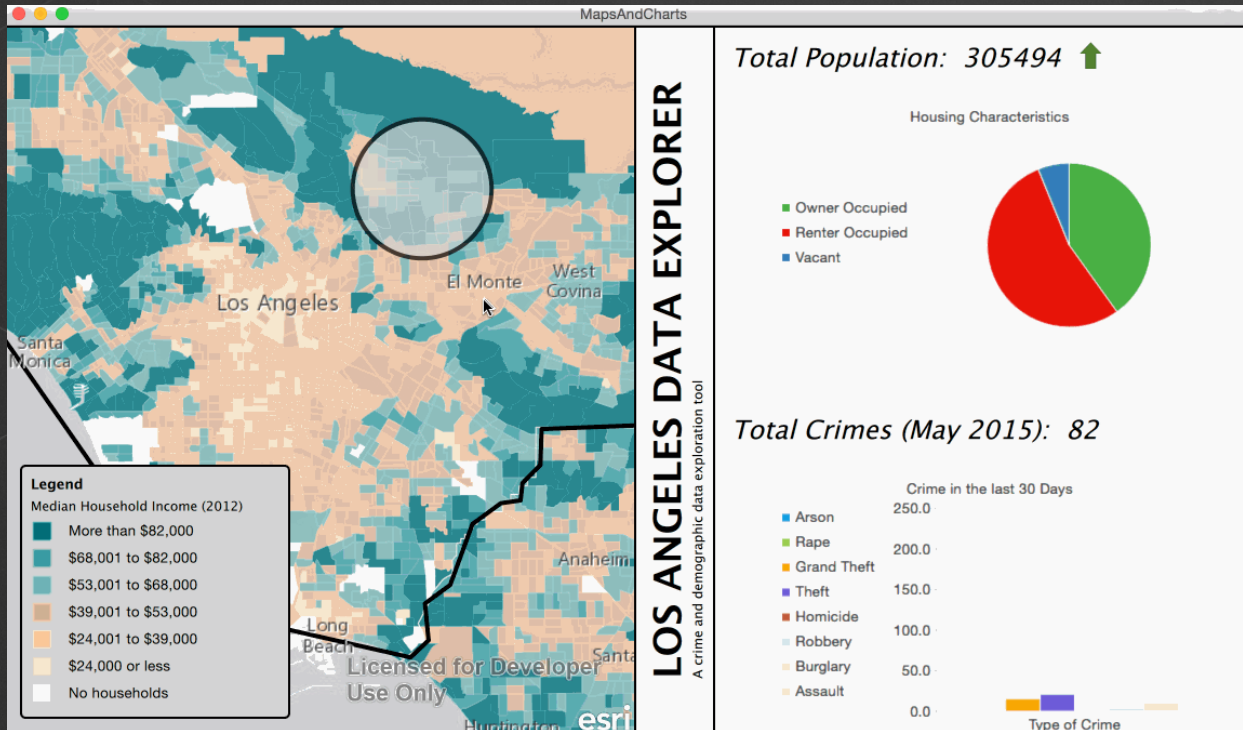 MapsAndCharts
Los Angeles
El Monte
West
Covina
Santa
Monica
Anaheim
Long
Beach
Santa
Huntington
Licensed for Developer
Use Only
esri
Legend
Median Household Income (2012)
More than $82,000
$68,001 to $82,000
$53,001 to $68,000
$39,001 to $53,000
$24,001 to $39,000
$24,000 or less
No households
LOS ANGELES DATA EXPLORER
A crime and demographic data exploration tool
Total Population: 305494
Housing Characteristics
Owner Occupied
Renter Occupied
Vacant
Total Crimes (May 2015): 82
Crime in the last 30 Days
Arson
Rape
Grand Theft
Theft
Homicide
Robbery
Burglary
Assault
250.0
200.0
150.0
100.0
50.0
0.0
Type of Crime